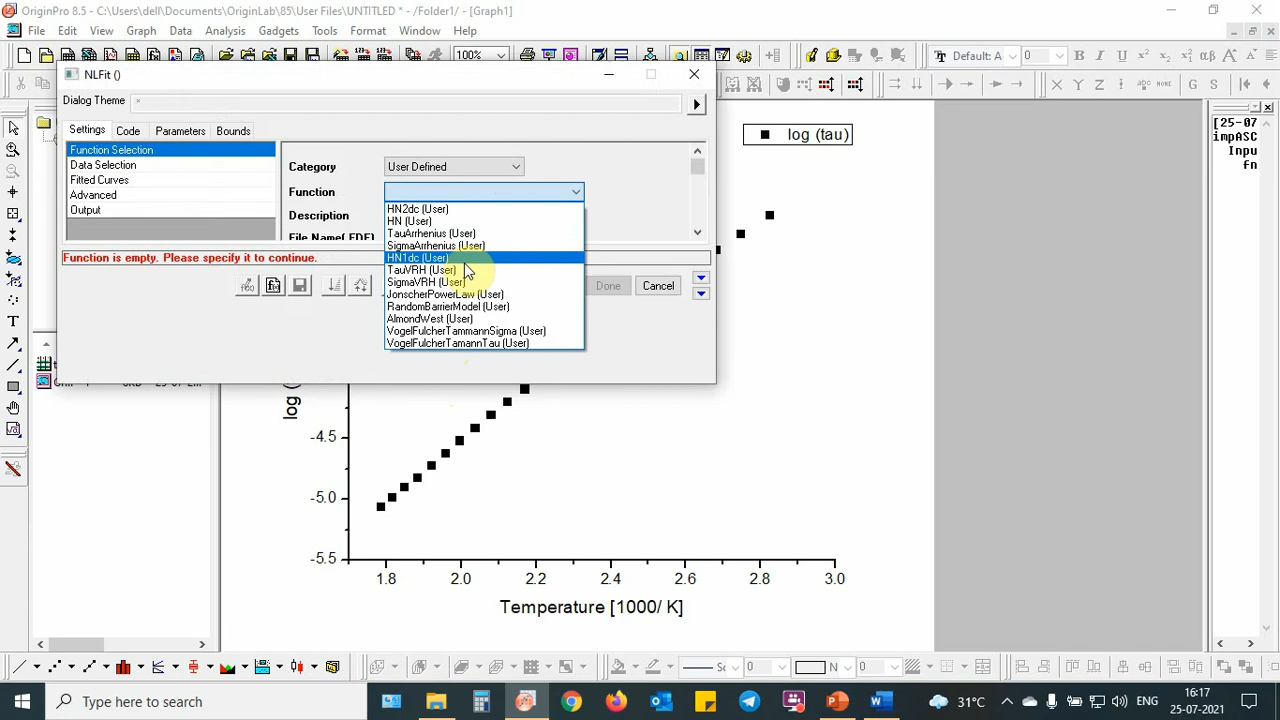 OriginPro 8.5 - C:\Users\dell\Documents\OriginLab\85\User Files\UNTITLED * - /Folder1/ - [Graph1]
File Edit View Graph Data Analysis Gadgets Tools Format Window Help
100%
Default: A
0
NLFit ()
Dialog Theme
*
Settings Code Parameters Bounds
Function Selection
Data Selection
Fitted Curves
Advanced
Output
Category User Defined
Function
Description
File Name(.FDF)
HN2dc (User)
HN (User)
TauArrhenius (User)
SigmaArrhenius (User)
HN1dc (User)
TauVRH (User)
SigmaVRH (User)
JonscherPowerLaw (User)
RandomBarrierModel (User)
AlmondWest (User)
VogelFulcherTammannSigma (User)
VogelFulcherTamannTau (User)
Function is empty. Please specify it to continue.
Done Cancel
log (tau)
[25-07
impASC
Inpu
fn
log (
-4.5
-5.0
-5.5
1.8 2.0 2.2 2.4 2.6 2.8 3.0
Temperature [1000/ K]
0
N
0
Type here to search
31°C
ENG
16:17
25-07-2021